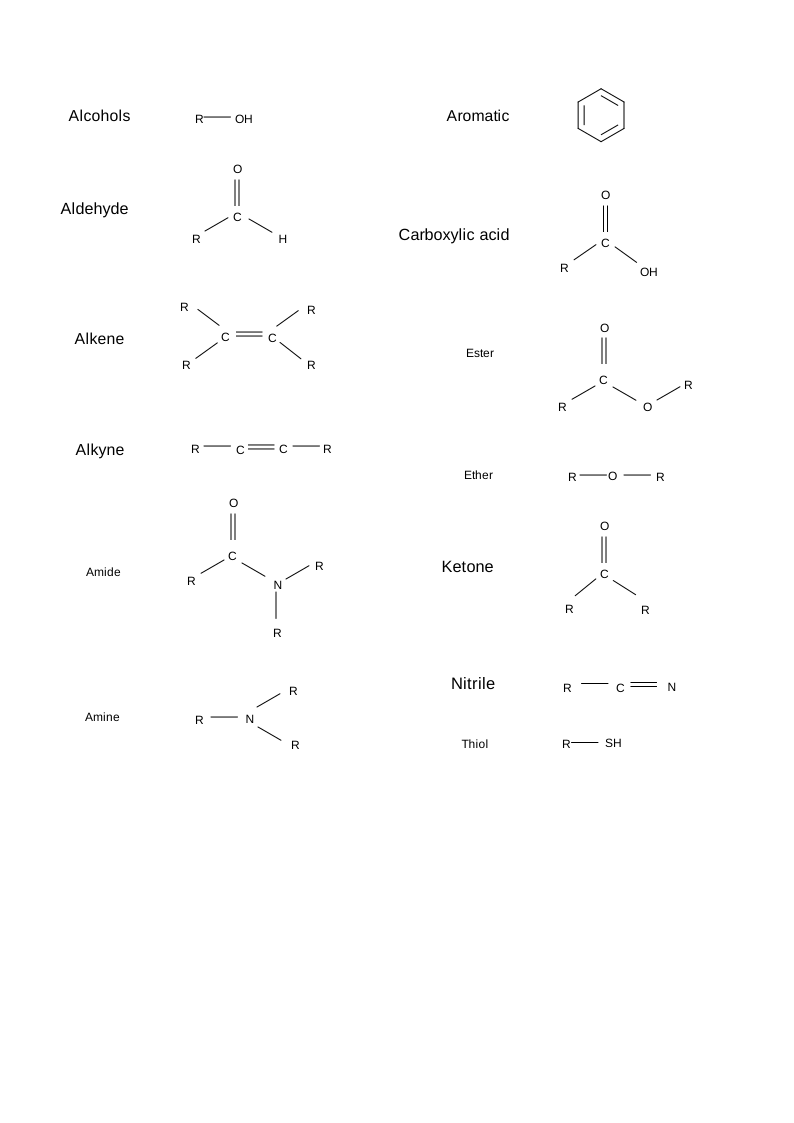 Alcohols
R OH
Aromatic
Aldehyde
O
C
R H
Carboxylic acid
O
C
R OH
Alkene
R R
C C
R R
Ester
O
C R
R O
Alkyne
R C C R
Ether
R O R
Amide
O
C R
R N
R
Ketone
O
C
R R
Amine
R
R N
R
Nitrile
R C N
Thiol
R SH